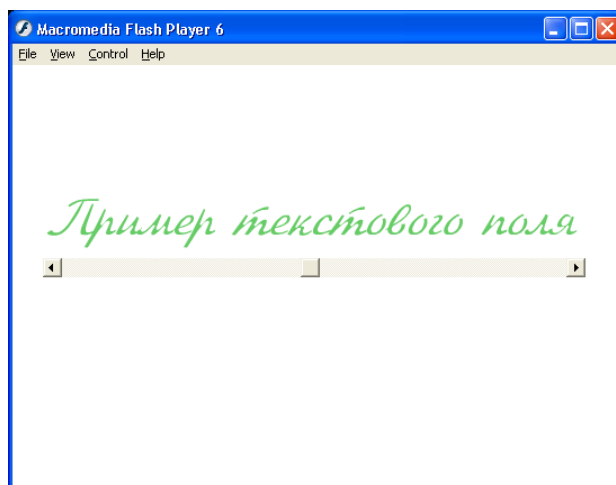 Macromedia Flash Player 6
File View Control Help
Пример текстового поля